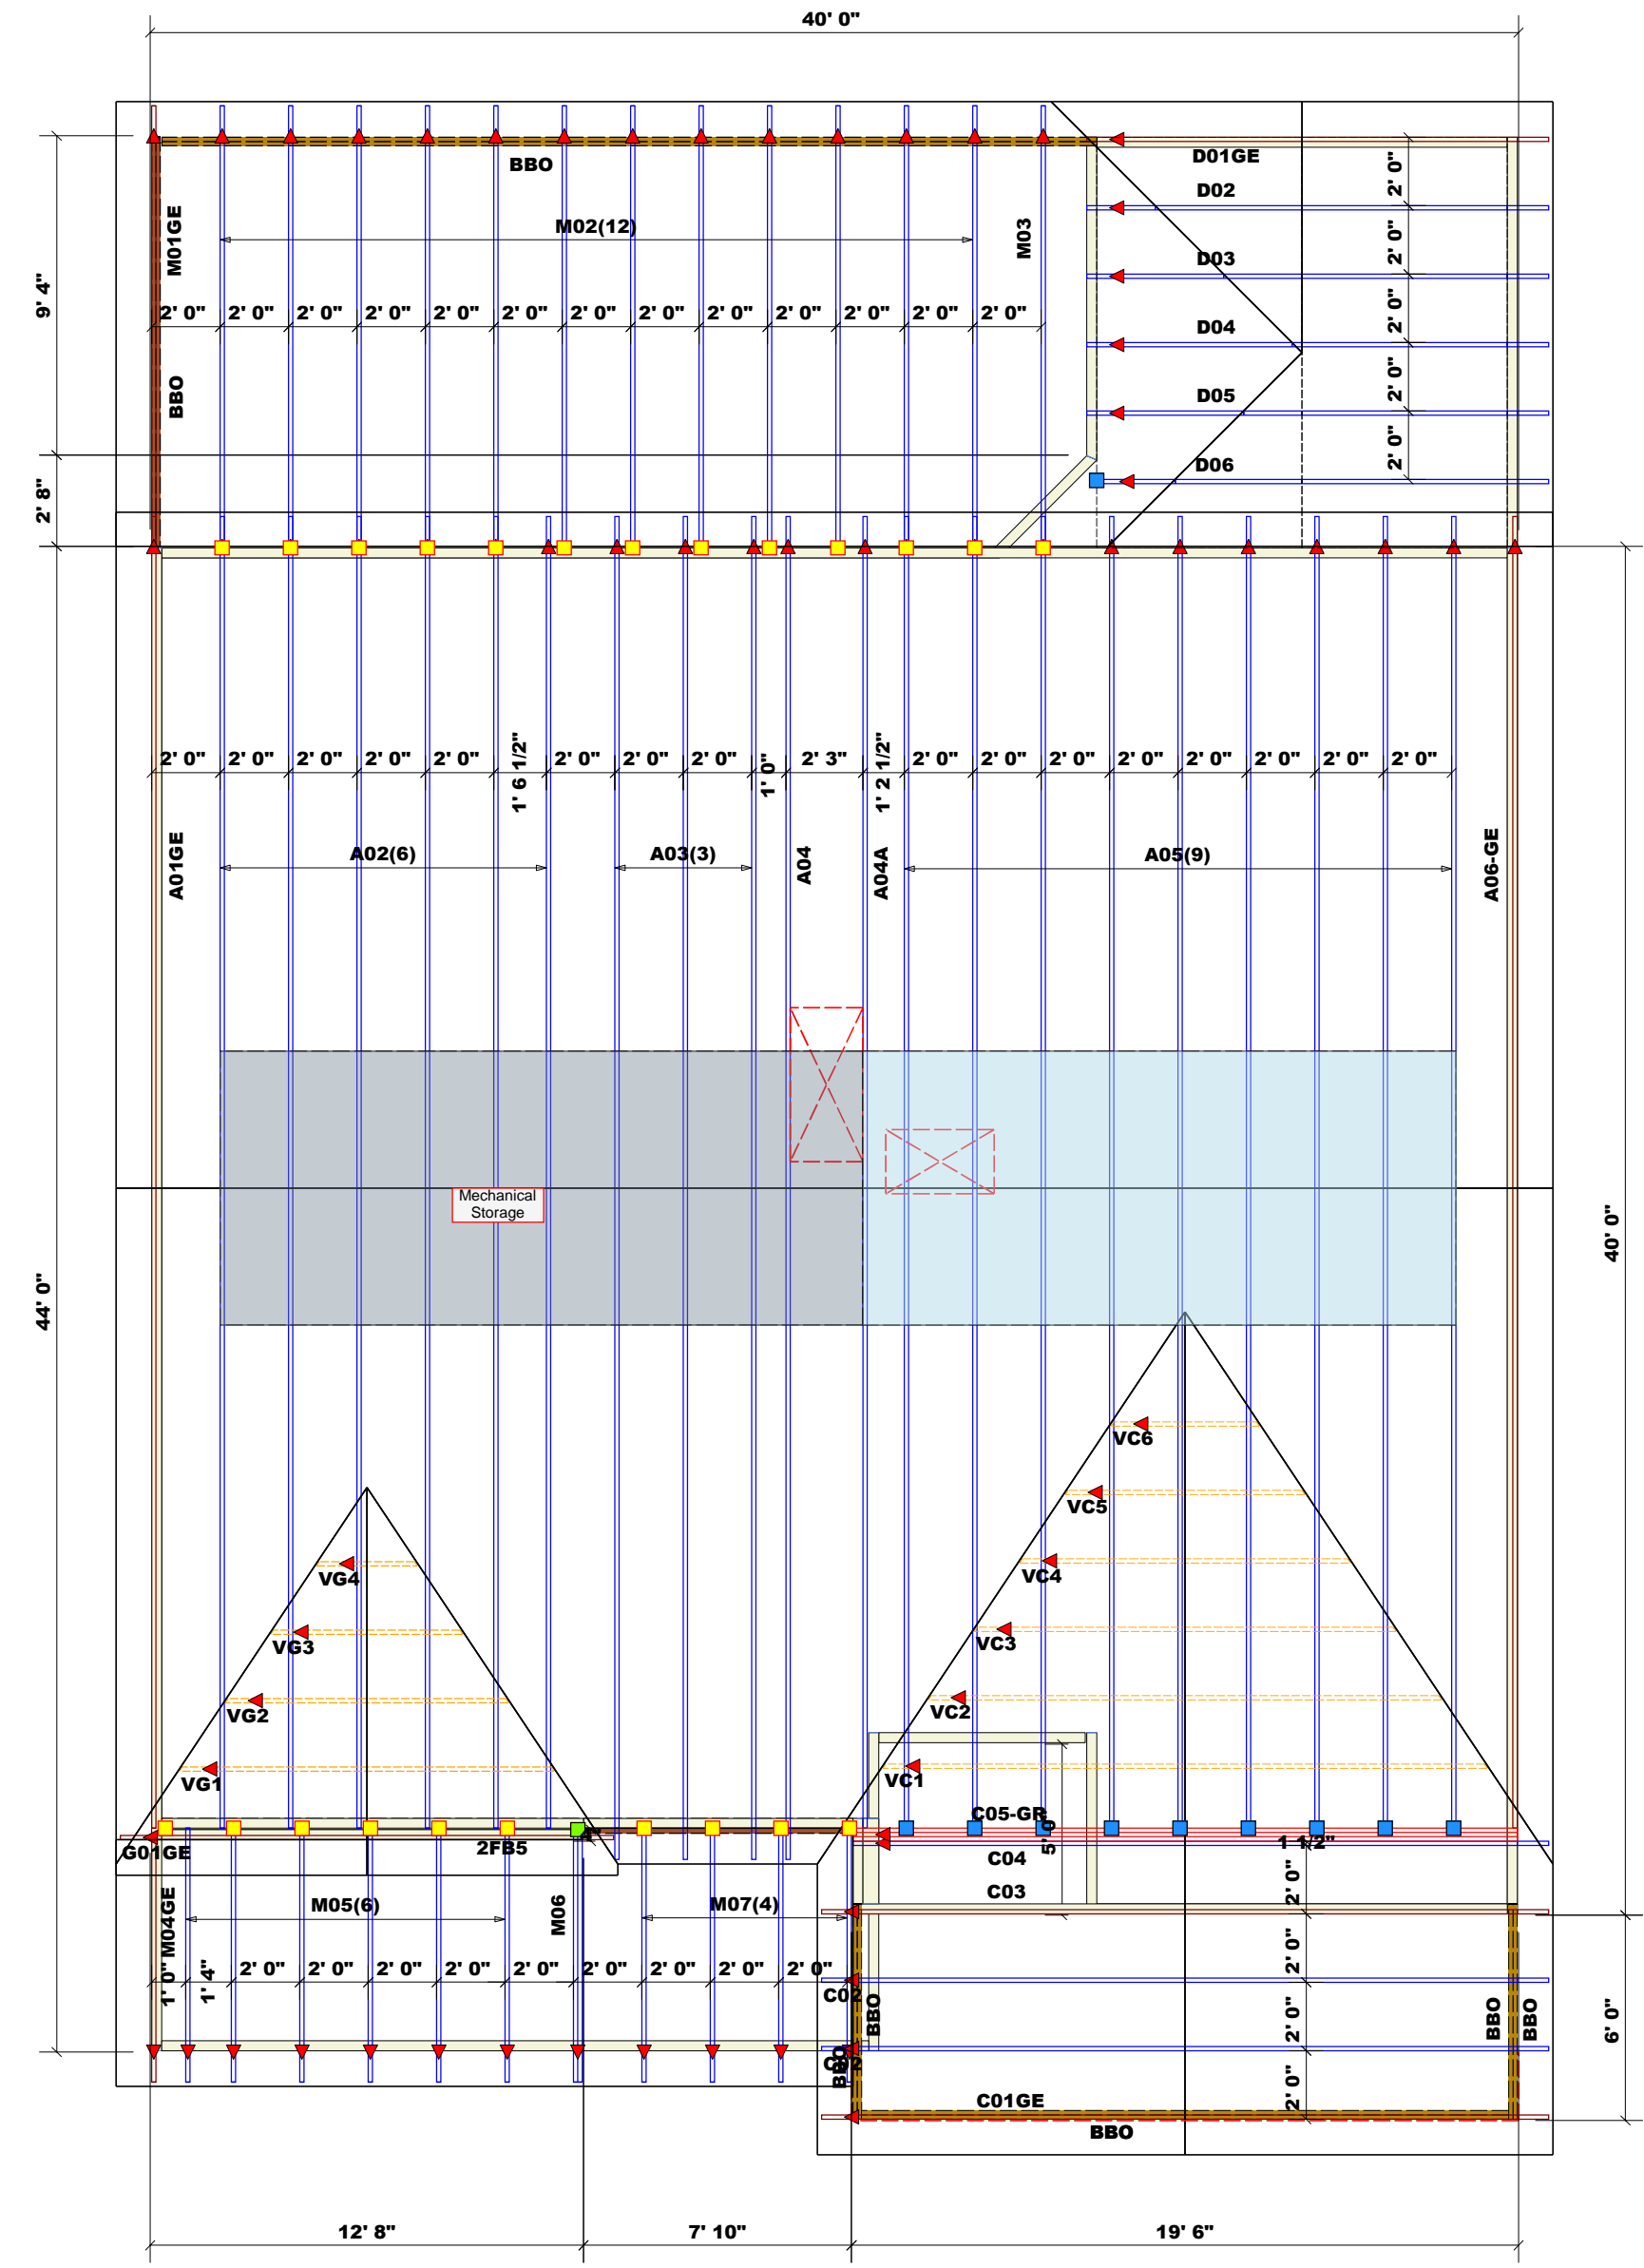 40' 0"
BBO
D01GE
D02
2' 0"
M01GE
M02(12)
M03
2' 0"
D03
9' 4"
2' 0" 2' 0" 2' 0" 2' 0" 2' 0" 2' 0" 2' 0" 2' 0" 2' 0" 2' 0" 2' 0" 2' 0" 2' 0"
D04
2' 0"
BBO
D05
2' 0"
D06
2' 0"
2' 8"
2' 0" 2' 0" 2' 0" 2' 0" 2' 0" 1' 6 1/2" 2' 0" 2' 0" 2' 0" 1' 0" 2' 3" 1' 2 1/2" 2' 0" 2' 0" 2' 0" 2' 0" 2' 0" 2' 0" 2' 0" 2' 0"
A01GE
A02(6)
A03(3)
A04
A04A
A05(9)
A06-GE
Mechanical
Storage
44' 0"
40' 0"
VC6
VC5
VG4
VC4
VG3
VC3
VG2
VC2
VG1
VC1
C05-GR
5' 0"
G01GE
2FB5
4"
1 1/2"
C04
C03
2' 0"
M04GE
M05(6)
M06
M07(4)
1' 0"
1' 4"
2' 0" 2' 0" 2' 0" 2' 0" 2' 0" 2' 0" 2' 0" 2' 0" 2' 0"
2' 0"
C02
BBO
BBO
BBO
6' 0"
2' 0"
C02
BBO
2' 0"
C01GE
BBO
12' 8"
7' 10"
19' 6"